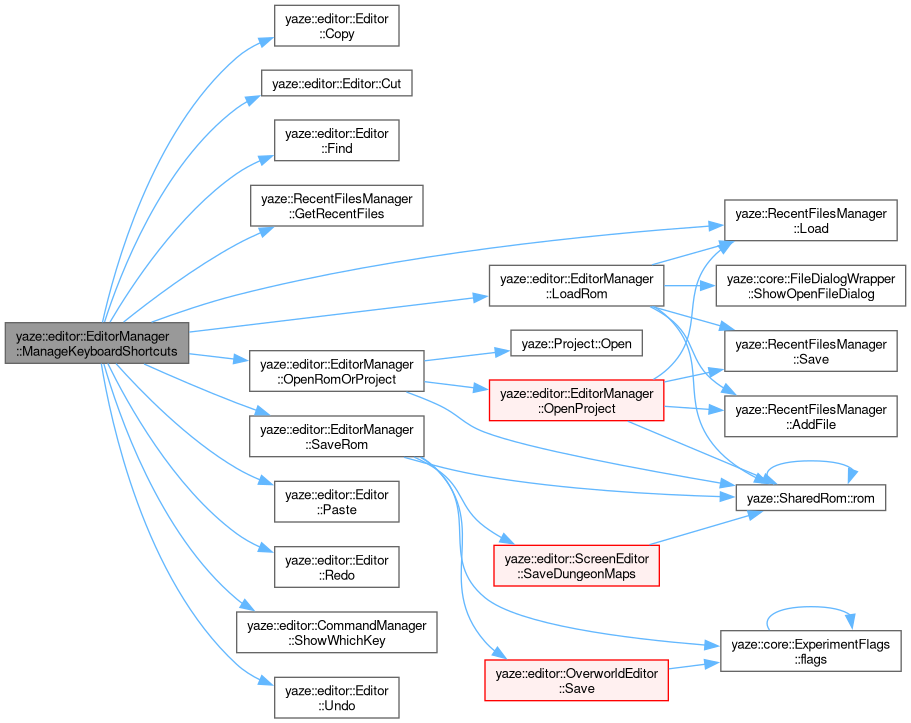 yaze::editor::EditorManager
::ManageKeyboardShortcuts
yaze::editor::Editor
::Copy
yaze::editor::Editor::Cut
yaze::editor::Editor
::Find
yaze::RecentFilesManager
::GetRecentFiles
yaze::editor::EditorManager
::OpenRomOrProject
yaze::editor::EditorManager
::SaveRom
yaze::editor::Editor
::Paste
yaze::editor::Editor
::Redo
yaze::editor::CommandManager
::ShowWhichKey
yaze::editor::Editor
::Undo
yaze::editor::EditorManager
::LoadRom
yaze::Project::Open
yaze::editor::EditorManager
::OpenProject
yaze::editor::ScreenEditor
::SaveDungeonMaps
yaze::editor::OverworldEditor
::Save
yaze::RecentFilesManager
::Load
yaze::core::FileDialogWrapper
::ShowOpenFileDialog
yaze::RecentFilesManager
::Save
yaze::RecentFilesManager
::AddFile
yaze::SharedRom::rom
yaze::core::ExperimentFlags
::flags